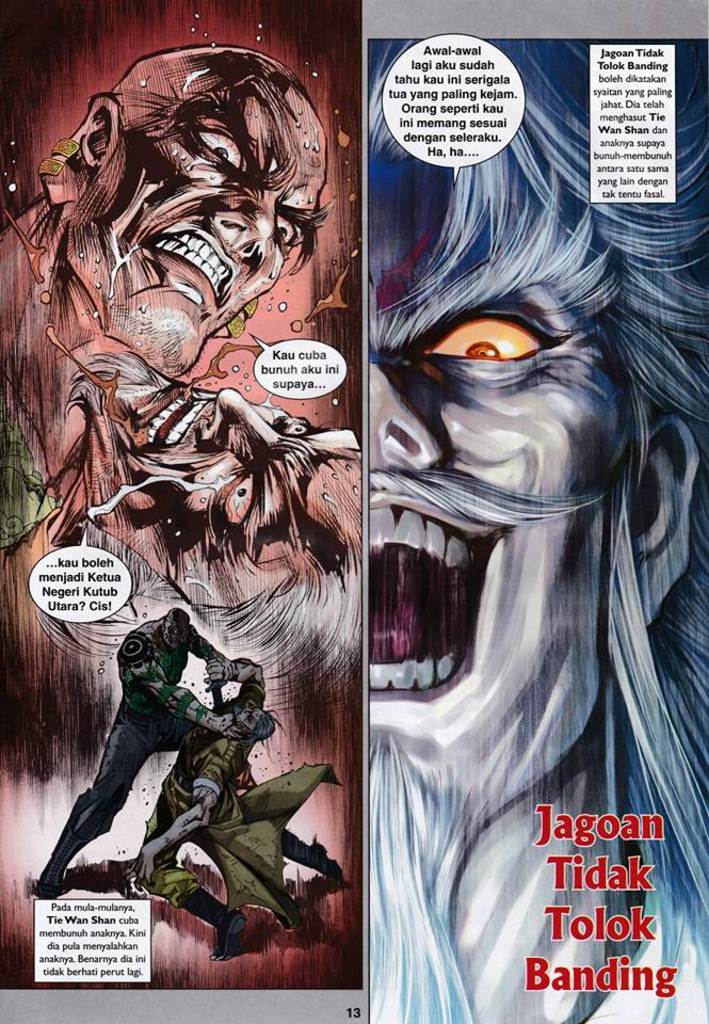 Kau cuba
bunuh aku ini
supaya...
...kau boleh
menjadi Ketua
Negeri Kutub
Utara? Cis!
Pada mula-mulanya,
Tie Wan Shan cuba
membunuh anaknya. Kini
dia pula menyalahkan
anaknya. Benarnya dia ini
tidak berhati perut lagi.
13
Awal-awal
lagi aku sudah
tahu kau ini serigala
tua yang paling kejam.
Orang seperti kau
ini memang sesuai
dengan seleraku.
Ha, ha....
Jagoan Tidak
Tolok Banding
boleh dikatakan
syaitan yang paling
jahat. Dia telah
menghasut Tie
Wan Shan dan
anaknya supaya
bunuh-membunuh
antara satu sama
yang lain dengan
tak tentu fasal.
Jagoan
Tidak
Tolok
Banding